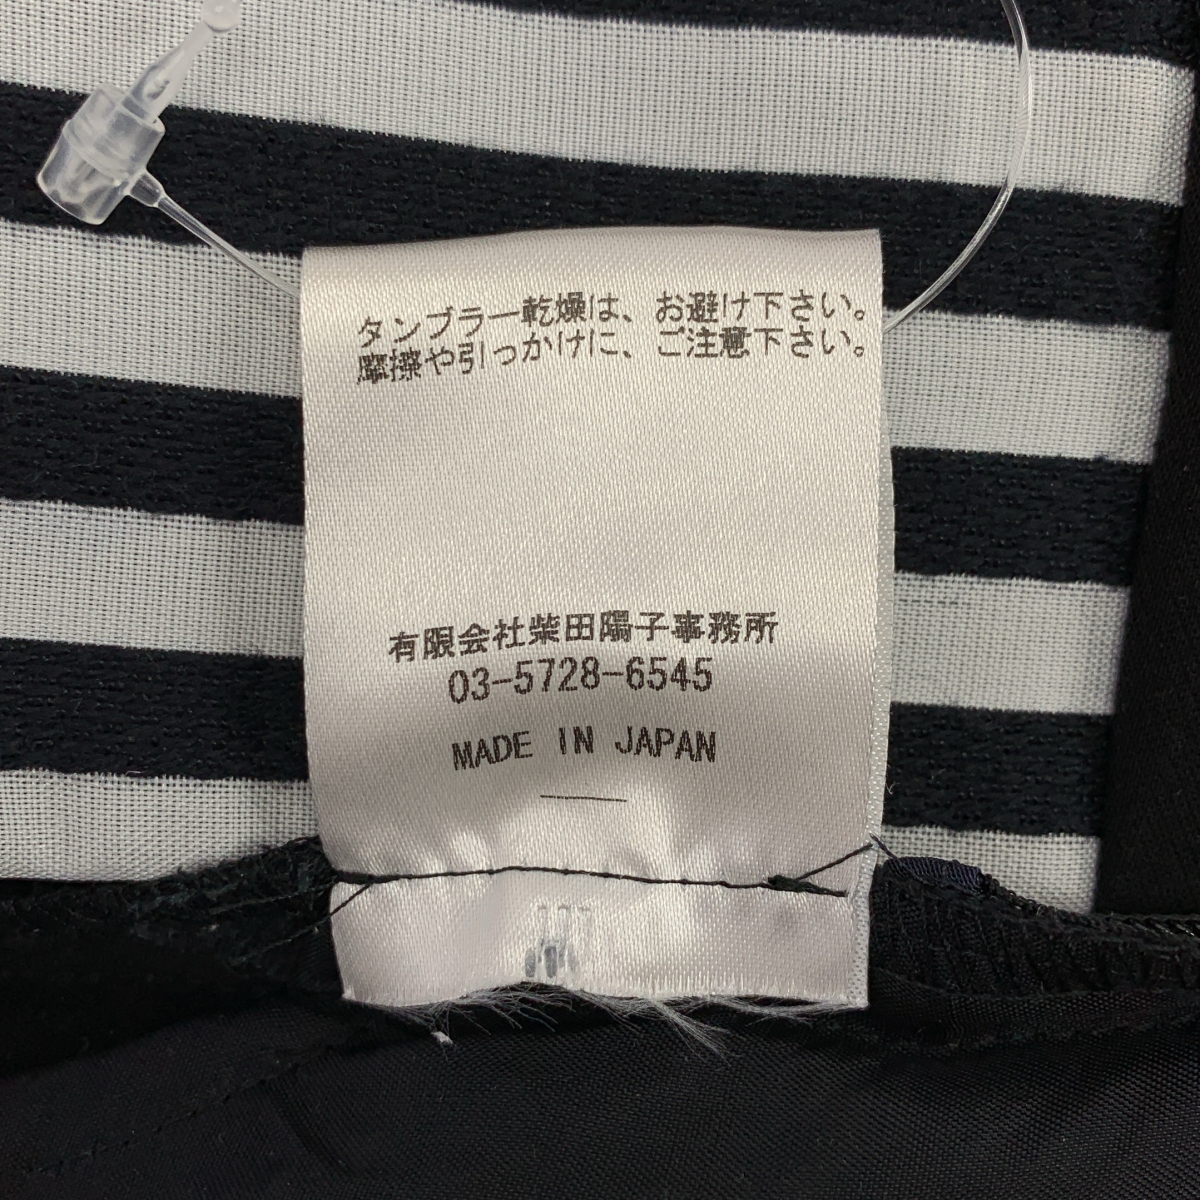 タンブラー乾燥は、お避け下さい。
摩擦や引っかけに、ご注意下さい。
有限会社柴田陽子事務所
03-5728-6545
MADE IN JAPAN